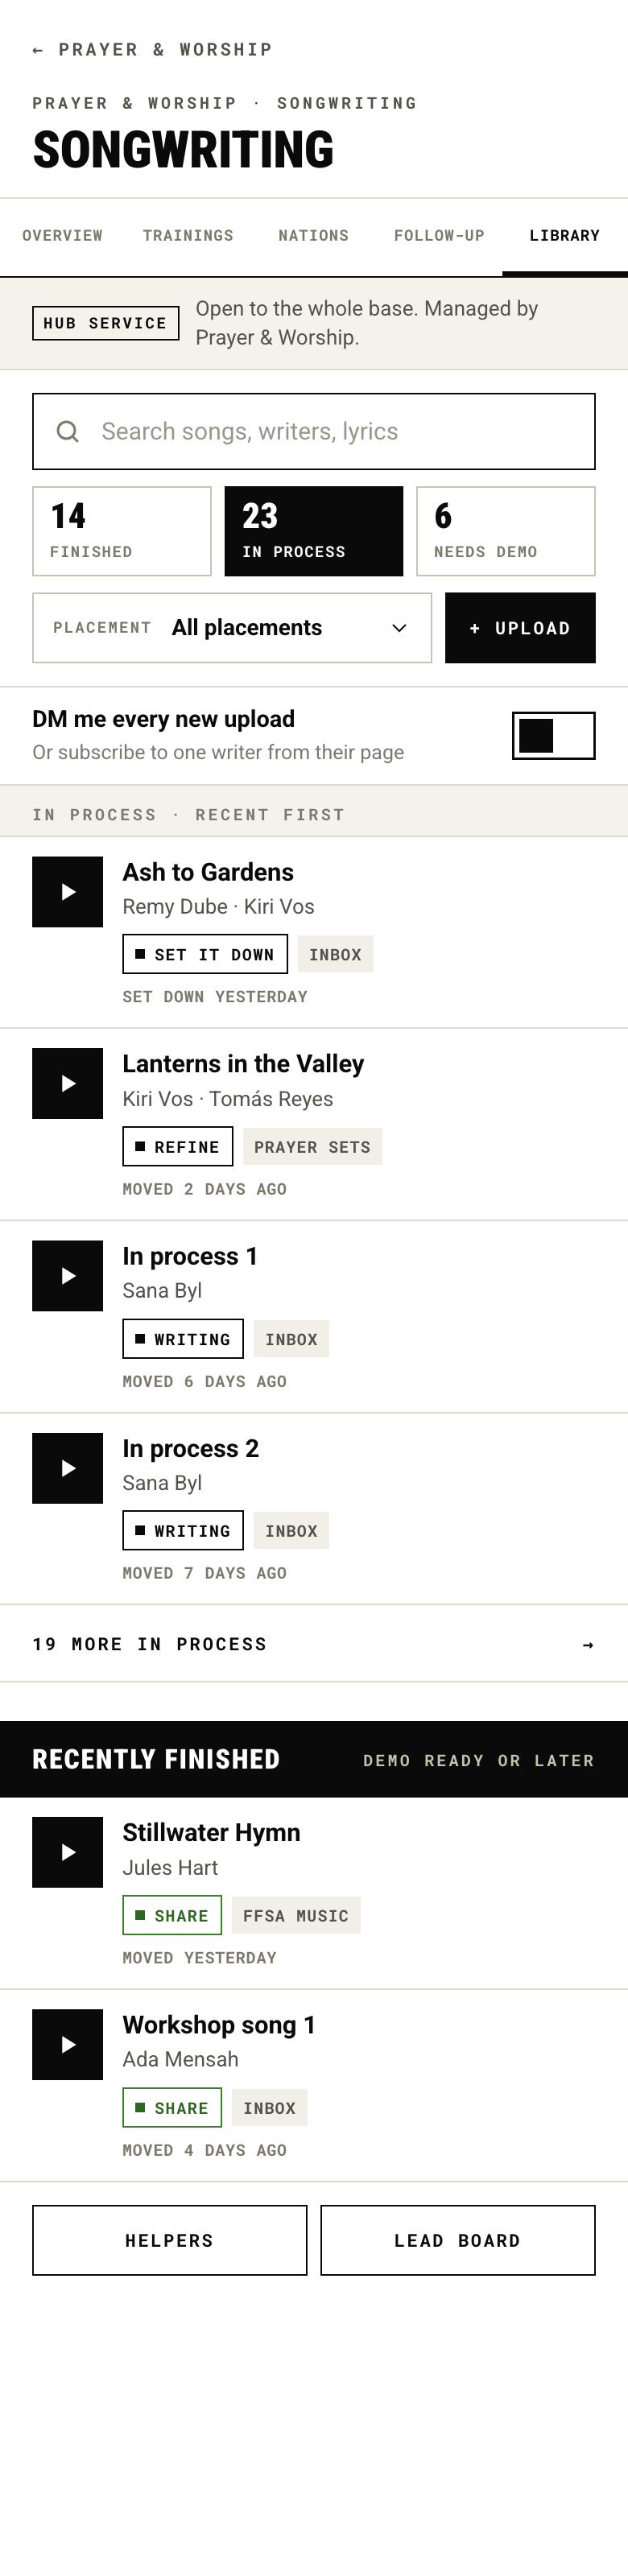 ← PRAYER & WORSHIP
PRAYER & WORSHIP · SONGWRITING
SONGWRITING
OVERVIEW TRAININGS NATIONS FOLLOW-UP LIBRARY
HUB SERVICE
Open to the whole base. Managed by
Prayer & Worship.
Search songs, writers, lyrics
14 23 6
FINISHED IN PROCESS NEEDS DEMO
PLACEMENT All placements + UPLOAD
DM me every new upload
Or subscribe to one writer from their page
IN PROCESS · RECENT FIRST
Ash to Gardens
Remy Dube · Kiri Vos
SET IT DOWN INBOX
SET DOWN YESTERDAY
Lanterns in the Valley
Kiri Vos · Tomás Reyes
REFINE PRAYER SETS
MOVED 2 DAYS AGO
In process 1
Sana Byl
WRITING INBOX
MOVED 6 DAYS AGO
In process 2
Sana Byl
WRITING INBOX
MOVED 7 DAYS AGO
19 MORE IN PROCESS →
RECENTLY FINISHED DEMO READY OR LATER
Stillwater Hymn
Jules Hart
SHARE FFSA MUSIC
MOVED YESTERDAY
Workshop song 1
Ada Mensah
SHARE INBOX
MOVED 4 DAYS AGO
HELPERS LEAD BOARD